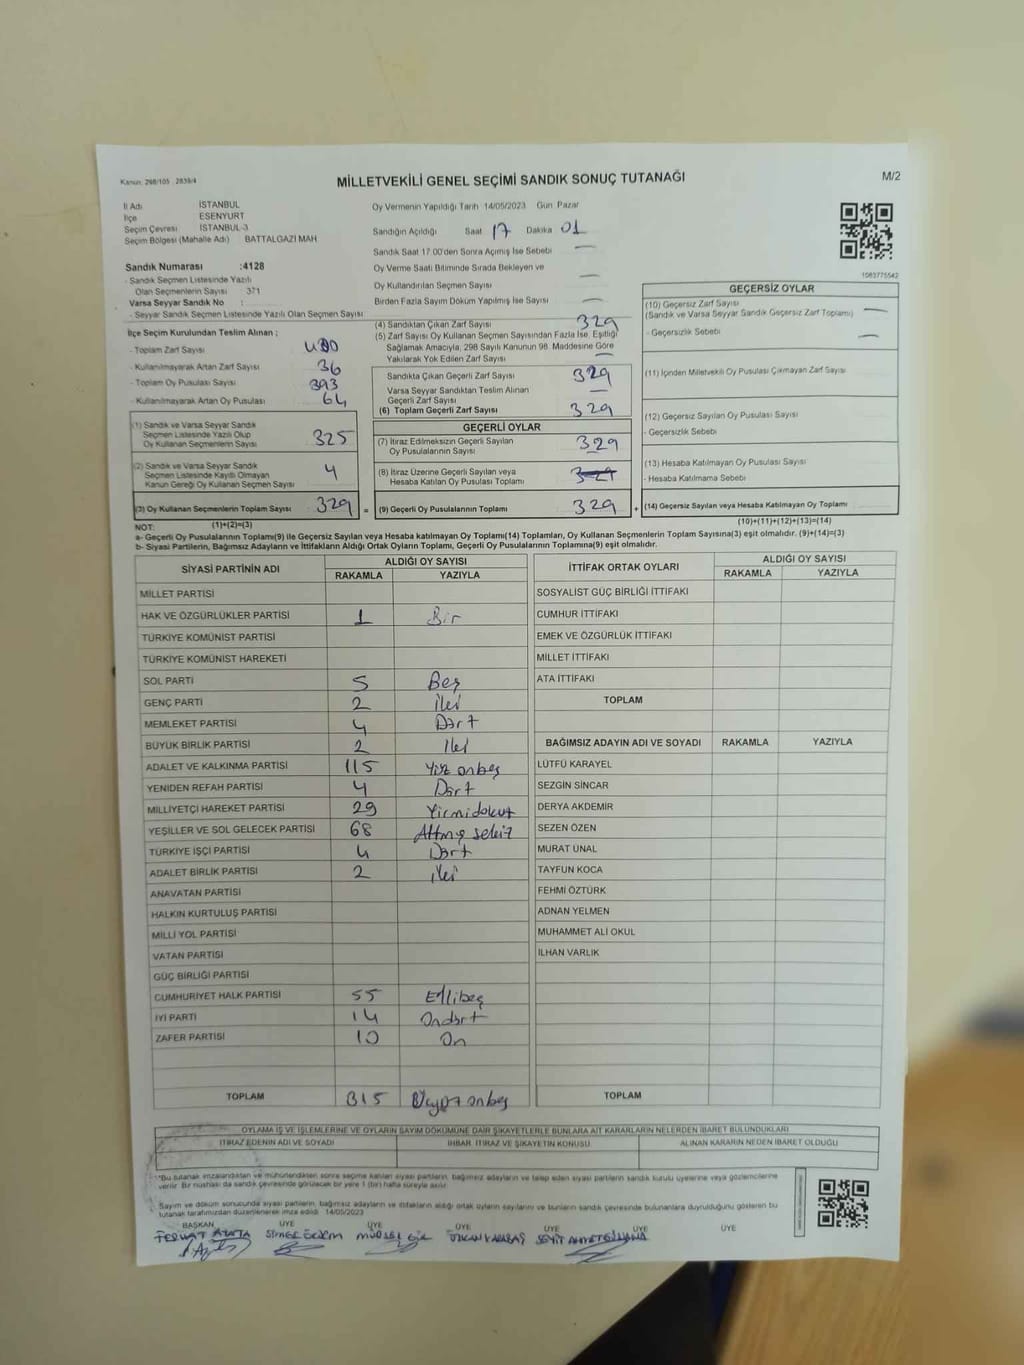 Kanun: 298/105 2839/4
MİLLETVEKİLİ GENEL SEÇİMİ SANDIK SONUÇ TUTANAĞI
M/2
İl Adı İSTANBUL
İlçe ESENYURT
Seçim Çevresi İSTANBUL-3
Seçim Bölgesi (Mahalle Adı) BATTALGAZİ MAH.
Oy Vermenin Yapıldığı Tarih 14/05/2023 Gün Pazar
Sandığın Açıldığı Saat 17 Dakika 01
Sandık Saat 17.00'den Sonra Açılmış İse Sebebi —
Oy Verme Saati Bitiminde Sırada Bekleyen ve
Oy Kullandırılan Seçmen Sayısı —
Birden Fazla Sayım Döküm Yapılmış İse Sayısı —
1083775542
Sandık Numarası :4128
- Sandık Seçmen Listesinde Yazılı
Olan Seçmenlerin Sayısı 371
Varsa Seyyar Sandık No :
- Seyyar Sandık Seçmen Listesinde Yazılı Olan Seçmen Sayısı
İlçe Seçim Kurulundan Teslim Alınan ;
- Toplam Zarf Sayısı
- Kullanılmayarak Artan Zarf Sayısı 36
- Toplam Oy Pusulası Sayısı 393
- Kullanılmayarak Artan Oy Pusulası 64
(1) Sandık ve Varsa Seyyar Sandık
Seçmen Listesinde Yazılı Olup
Oy Kullanan Seçmenlerin Sayısı 325
(2) Sandık ve Varsa Seyyar Sandık
Seçmen Listesinde Kayıtlı Olmayan
Kanun Gereği Oy Kullanan Seçmen Sayısı 4
(3) Oy Kullanan Seçmenlerin Toplam Sayısı 329
(1)+(2)=(3)
(4) Sandıktan Çıkan Zarf Sayısı 329
(5) Zarf Sayısı Oy Kullanan Seçmen Sayısından Fazla İse, Eşitliği
Sağlamak Amacıyla, 298 Sayılı Kanunun 98. Maddesine Göre
Yakılarak Yok Edilen Zarf Sayısı —
Sandıkta Çıkan Geçerli Zarf Sayısı 329
Varsa Seyyar Sandıktan Teslim Alınan
Geçerli Zarf Sayısı —
(6) Toplam Geçerli Zarf Sayısı 329
GEÇERLİ OYLAR
(7) İtiraz Edilmeksizin Geçerli Sayılan
Oy Pusulalarının Sayısı 329
(8) İtiraz Üzerine Geçerli Sayılan veya
Hesaba Katılan Oy Pusulası Toplamı
= (9) Geçerli Oy Pusulalarının Toplamı 329 +
GEÇERSİZ OYLAR
(10) Geçersiz Zarf Sayısı
(Sandık ve Varsa Seyyar Sandık Geçersiz Zarf Toplamı) —
- Geçersizlik Sebebi —
(11) İçinden Milletvekili Oy Pusulası Çıkmayan Zarf Sayısı
(12) Geçersiz Sayılan Oy Pusulası Sayısı
- Geçersizlik Sebebi
(13) Hesaba Katılmayan Oy Pusulası Sayısı
- Hesaba Katılmama Sebebi
(14) Geçersiz Sayılan veya Hesaba Katılmayan Oy Toplamı
(10)+(11)+(12)+(13)=(14)
NOT:
a- Geçerli Oy Pusulalarının Toplamı(9) ile Geçersiz Sayılan veya Hesaba Katılmayan Oy Toplamı(14) Toplamları, Oy Kullanan Seçmenlerin Toplam Sayısına(3) eşit olmalıdır. (9)+(14)=(3)
b- Siyasi Partilerin, Bağımsız Adayların ve İttifakların Aldığı Ortak Oyların Toplamı, Geçerli Oy Pusulalarının Toplamına(9) eşit olmalıdır.
SİYASİ PARTİNİN ADI ALDIĞI OY SAYISI
RAKAMLA YAZIYLA
MİLLET PARTİSİ
HAK VE ÖZGÜRLÜKLER PARTİSİ 1 Bir
TÜRKİYE KOMÜNİST PARTİSİ
TÜRKİYE KOMÜNİST HAREKETİ
SOL PARTİ 5 Beş
GENÇ PARTİ 2 iki
MEMLEKET PARTİSİ 4 Dört
BÜYÜK BİRLİK PARTİSİ 2 iki
ADALET VE KALKINMA PARTİSİ 115 Yüz onbeş
YENİDEN REFAH PARTİSİ 4 Dört
MİLLİYETÇİ HAREKET PARTİSİ 29 Yirmidokuz
YEŞİLLER VE SOL GELECEK PARTİSİ 68 Altmış sekiz
TÜRKİYE İŞÇİ PARTİSİ 4 Dört
ADALET BİRLİK PARTİSİ 2 iki
ANAVATAN PARTİSİ
HALKIN KURTULUŞ PARTİSİ
MİLLİ YOL PARTİSİ
VATAN PARTİSİ
GÜÇ BİRLİĞİ PARTİSİ
CUMHURİYET HALK PARTİSİ 55 Ellibeş
İYİ PARTİ 14 Ondört
ZAFER PARTİSİ 10 On
TOPLAM 315 Üçyüz onbeş
İTTİFAK ORTAK OYLARI ALDIĞI OY SAYISI
RAKAMLA YAZIYLA
SOSYALİST GÜÇ BİRLİĞİ İTTİFAKI
CUMHUR İTTİFAKI
EMEK VE ÖZGÜRLÜK İTTİFAKI
MİLLET İTTİFAKI
ATA İTTİFAKI
TOPLAM
BAĞIMSIZ ADAYIN ADI VE SOYADI RAKAMLA YAZIYLA
LÜTFÜ KARAYEL
SEZGİN SİNCAR
DERYA AKDEMİR
SEZEN ÖZEN
MURAT ÜNAL
TAYFUN KOCA
FEHMİ ÖZTÜRK
ADNAN YELMEN
MUHAMMET ALİ OKUL
İLHAN VARLIK
TOPLAM
OYLAMA İŞ VE İŞLEMLERİNE VE OYLARIN SAYIM DÖKÜMÜNE DAİR ŞİKAYETLERLE BUNLARA AİT KARARLARIN NELERDEN İBARET BULUNDUKLARI
İTİRAZ EDENİN ADI VE SOYADI İHBAR, İTİRAZ VE ŞİKAYETİN KONUSU ALINAN KARARIN NEDEN İBARET OLDUĞU
"Bu tutanak imzalandıktan ve mühürlendikten sonra seçime katılan siyasi partilerin, bağımsız adayların ve talep eden siyasi partilerin sandık kurulu üyelerine veya gözlemcilerine
verilir. Bir nüshası da sandık çevresinde görülecek bir yere 1 (bir) hafta süreyle asılır.
Sayım ve döküm sonucunda siyasi partilerin, bağımsız adayların ve ittifakların aldığı ortak oyların sayılarını ve bunların sandık çevresinde bulunanlara duyrulduğunu gösteren bu
tutanak tarafımızdan düzenlenerek imza edildi. 14/05/2023
BAŞKAN ÜYE ÜYE ÜYE ÜYE ÜYE ÜYE